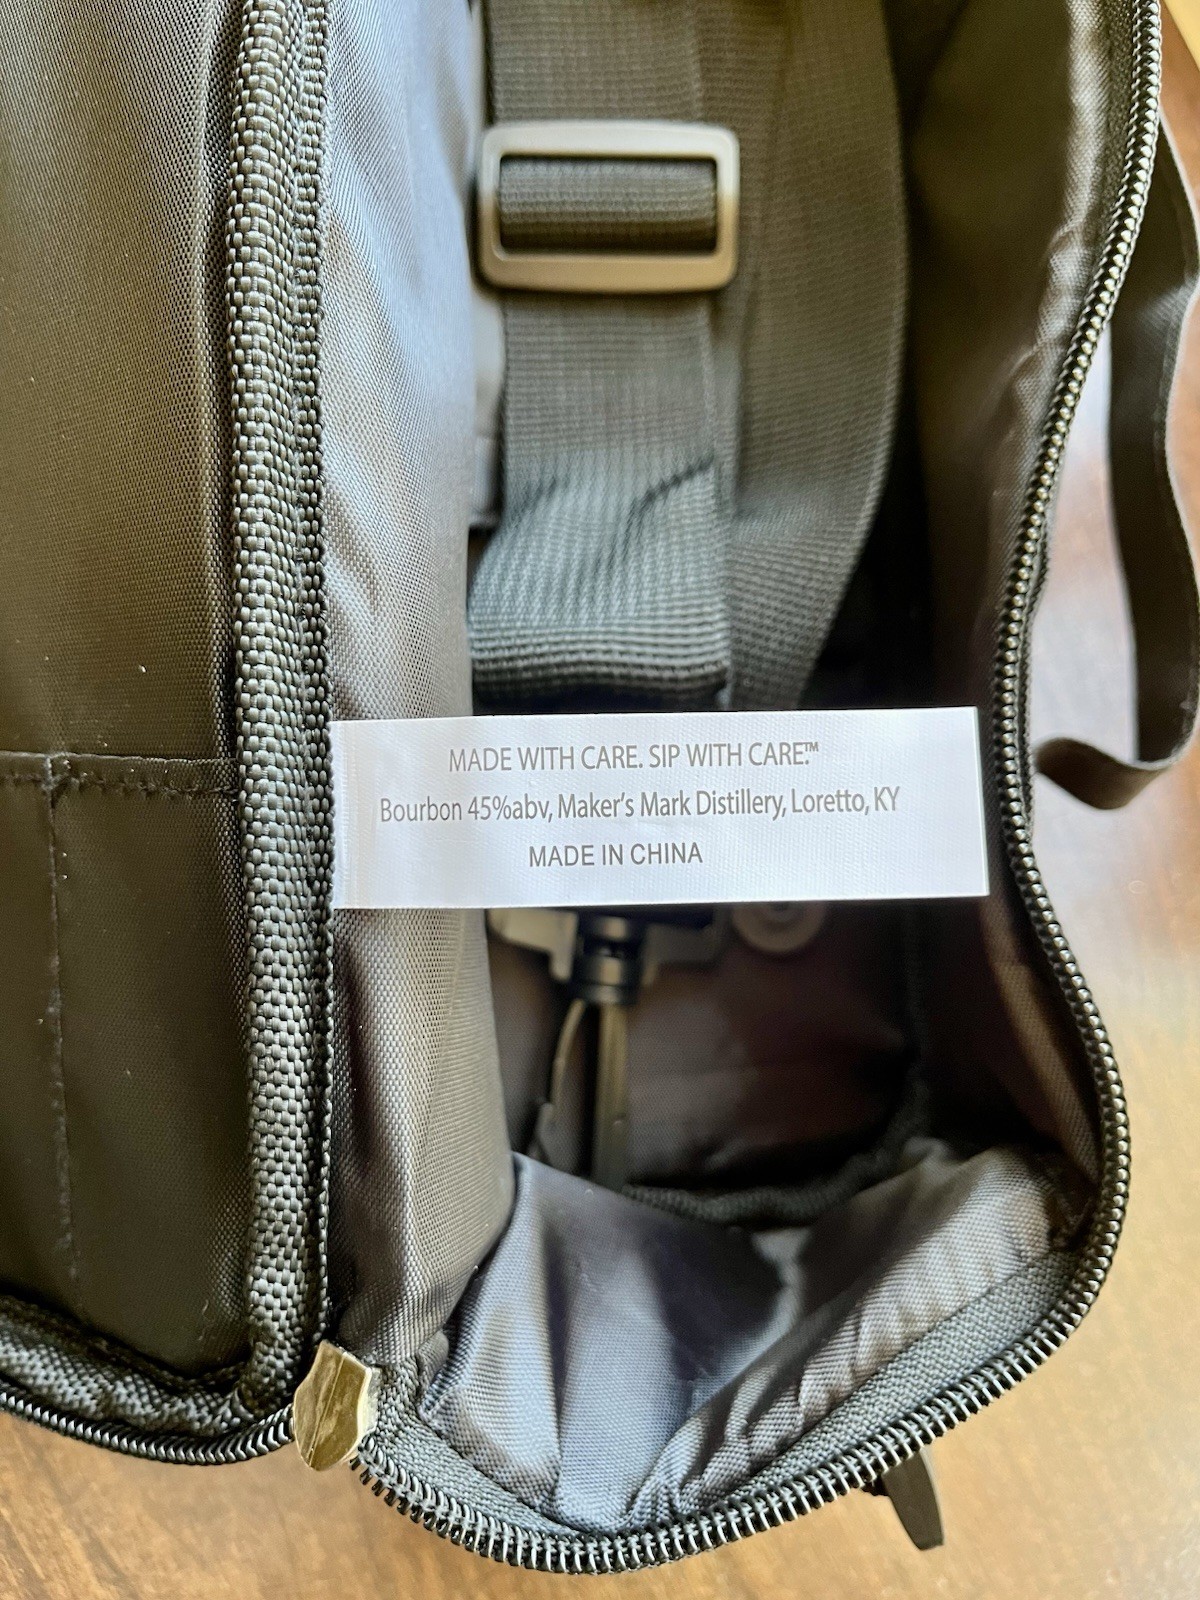 MADE WITH CARE. SIP WITH CARE.™
Bourbon 45%abv, Maker's Mark Distillery, Loretto, KY
MADE IN CHINA